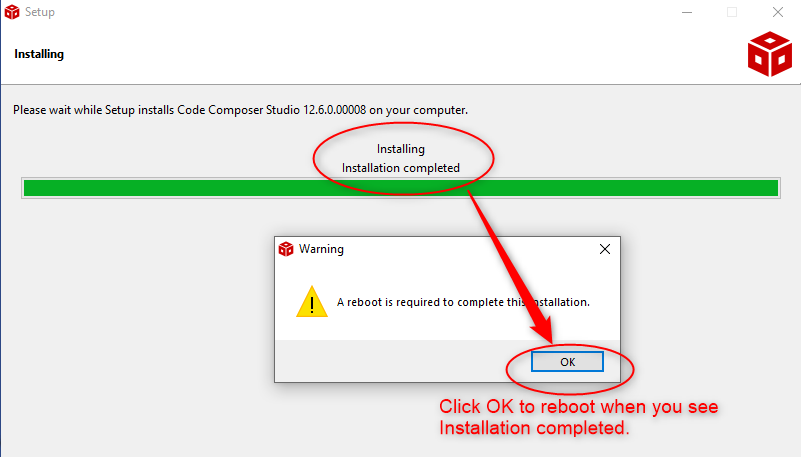 Setup
Installing
Please wait while Setup installs Code Composer Studio 12.6.0.00008 on your computer.
Installing
Installation completed
Warning
A reboot is required to complete this installation.
OK
Click OK to reboot when you see
Installation completed.